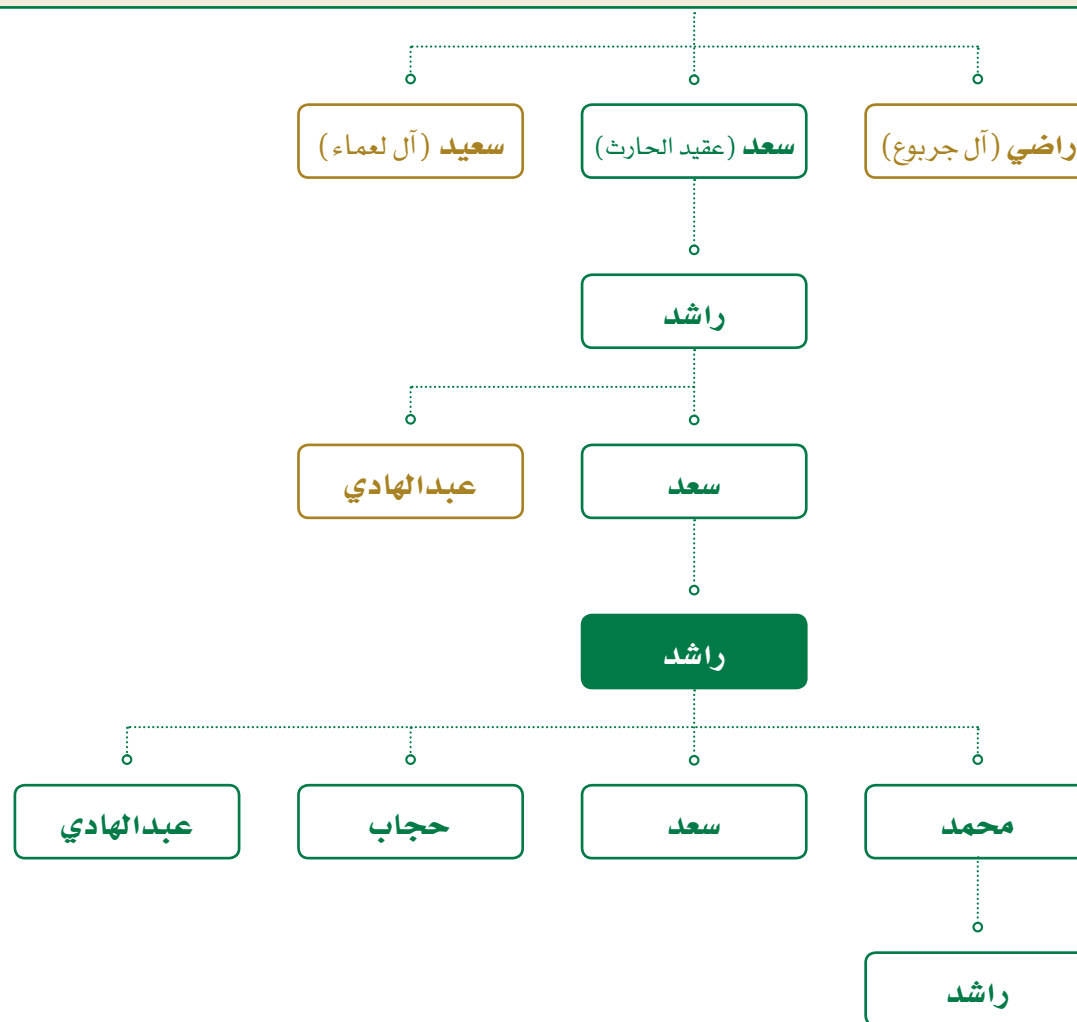 راضي (آل جربوع) سعد (عقيد الحارث) سعيد (آل لعماء)
راشد
سعد عبدالهادي
راشد
محمد سعد حجاب عبدالهادي
راشد